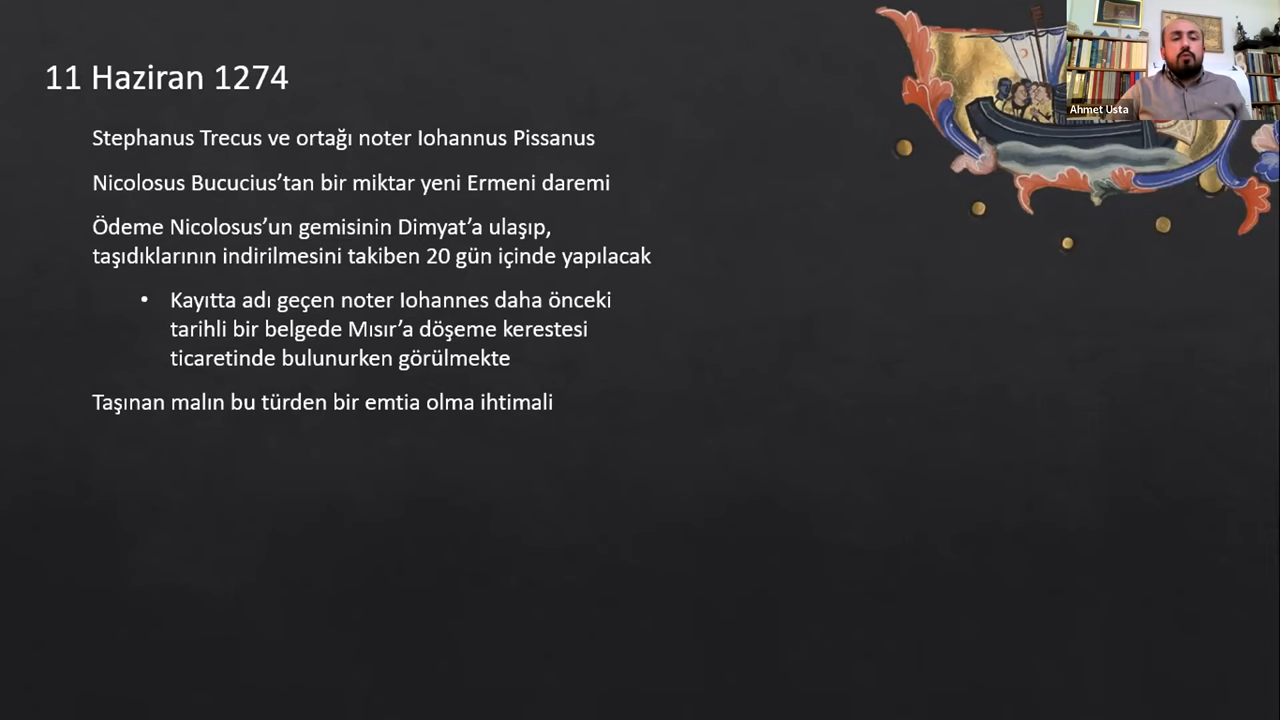 11 Haziran 1274
Stephanus Trecus ve ortağı noter Iohannus Pissanus
Nicolosus Bucucius’tan bir miktar yeni Ermeni daremi
Ödeme Nicolosus’un gemisinin Dimyat’a ulaşıp,
taşıdıklarının indirilmesini takiben 20 gün içinde yapılacak
• Kayıtta adı geçen noter Iohannes daha önceki
tarihli bir belgede Mısır’a döşeme kerestesi
ticaretinde bulunurken görülmekte
Taşınan malın bu türden bir emtia olma ihtimali
Ahmet Usta